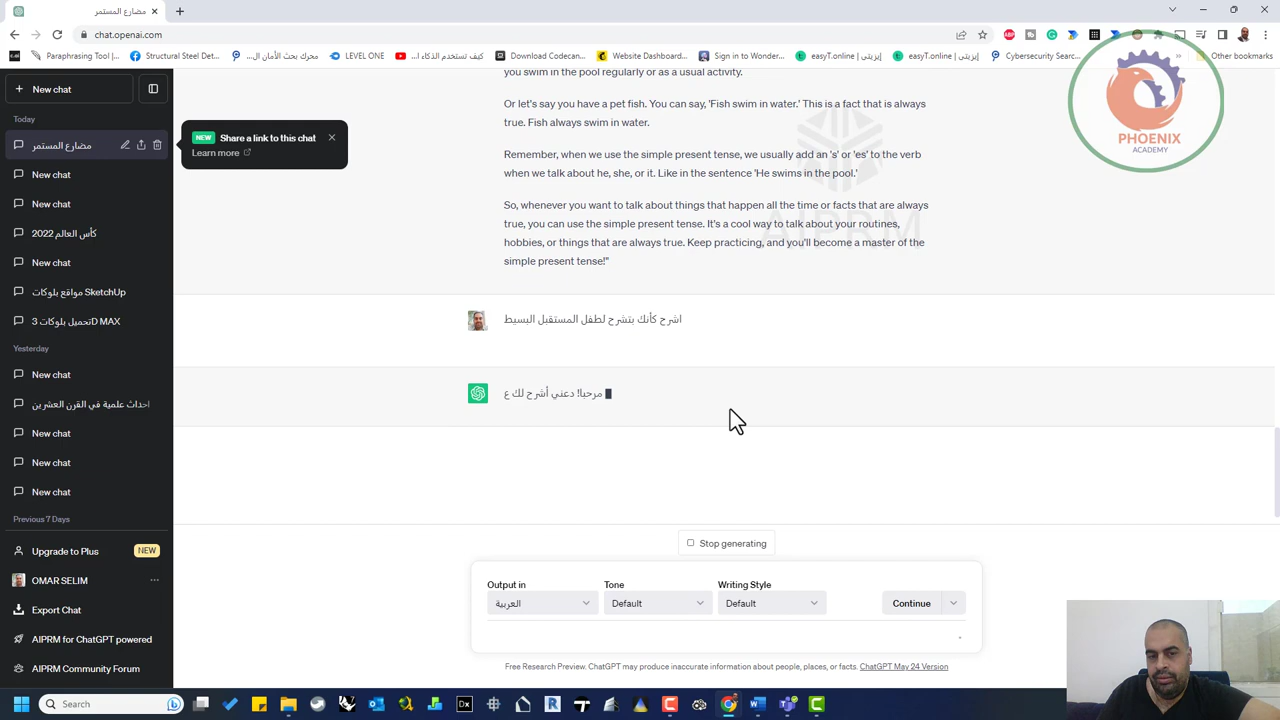 مضارع المستمر
chat.openai.com
Paraphrasing Tool |...
Structural Steel Det...
محرك بحث الأمان ال...
LEVEL ONE
كيف تستخدم الذكاء ا...
Download Codecan...
Website Dashboard...
Sign in to Wonder...
easyT.online | إيزيتي...
easyT.online | إيزيتي...
Cybersecurity Searc...
Other bookmarks
New chat
Today
مضارع المستمر
NEW Share a link to this chat
Learn more
New chat
New chat
كأس العالم 2022
New chat
مواقع بلوكات SketchUp
تحميل بلوكات 3D MAX
Yesterday
New chat
احداث علمية في القرن العشرين
New chat
New chat
New chat
Previous 7 Days
Upgrade to Plus NEW
OMAR SELIM
Export Chat
AIPRM for ChatGPT powered
AIPRM Community Forum
you swim in the pool regularly or as a usual activity.
Or let's say you have a pet fish. You can say, 'Fish swim in water.' This is a fact that is always
true. Fish always swim in water.
Remember, when we use the simple present tense, we usually add an 's' or 'es' to the verb
when we talk about he, she, or it. Like in the sentence 'He swims in the pool.'
So, whenever you want to talk about things that happen all the time or facts that are always
true, you can use the simple present tense. It's a cool way to talk about your routines,
hobbies, or things that are always true. Keep practicing, and you'll become a master of the
simple present tense!"
AIPRM
PHOENIX
ACADEMY
اشرح كأنك بتشرح لطفل المستقبل البسيط
مرحبا! دعني أشرح لك ع
Stop generating
Output in
Tone
Writing Style
العربية
Default
Default
Continue
Free Research Preview. ChatGPT may produce inaccurate information about people, places, or facts. ChatGPT May 24 Version
Search